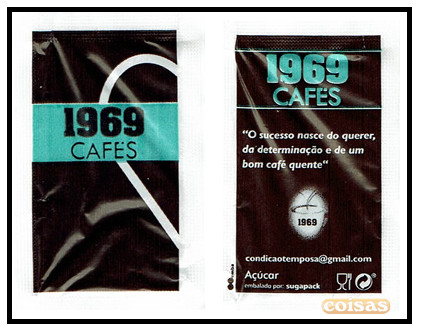 1969
CAFÉS
1969
CAFÉS
"O sucesso nasce do querer,
da determinação e de um
bom café quente"
1969
condicaotemposa@gmail.com
Açúcar
embalado por: sugapack
coisas